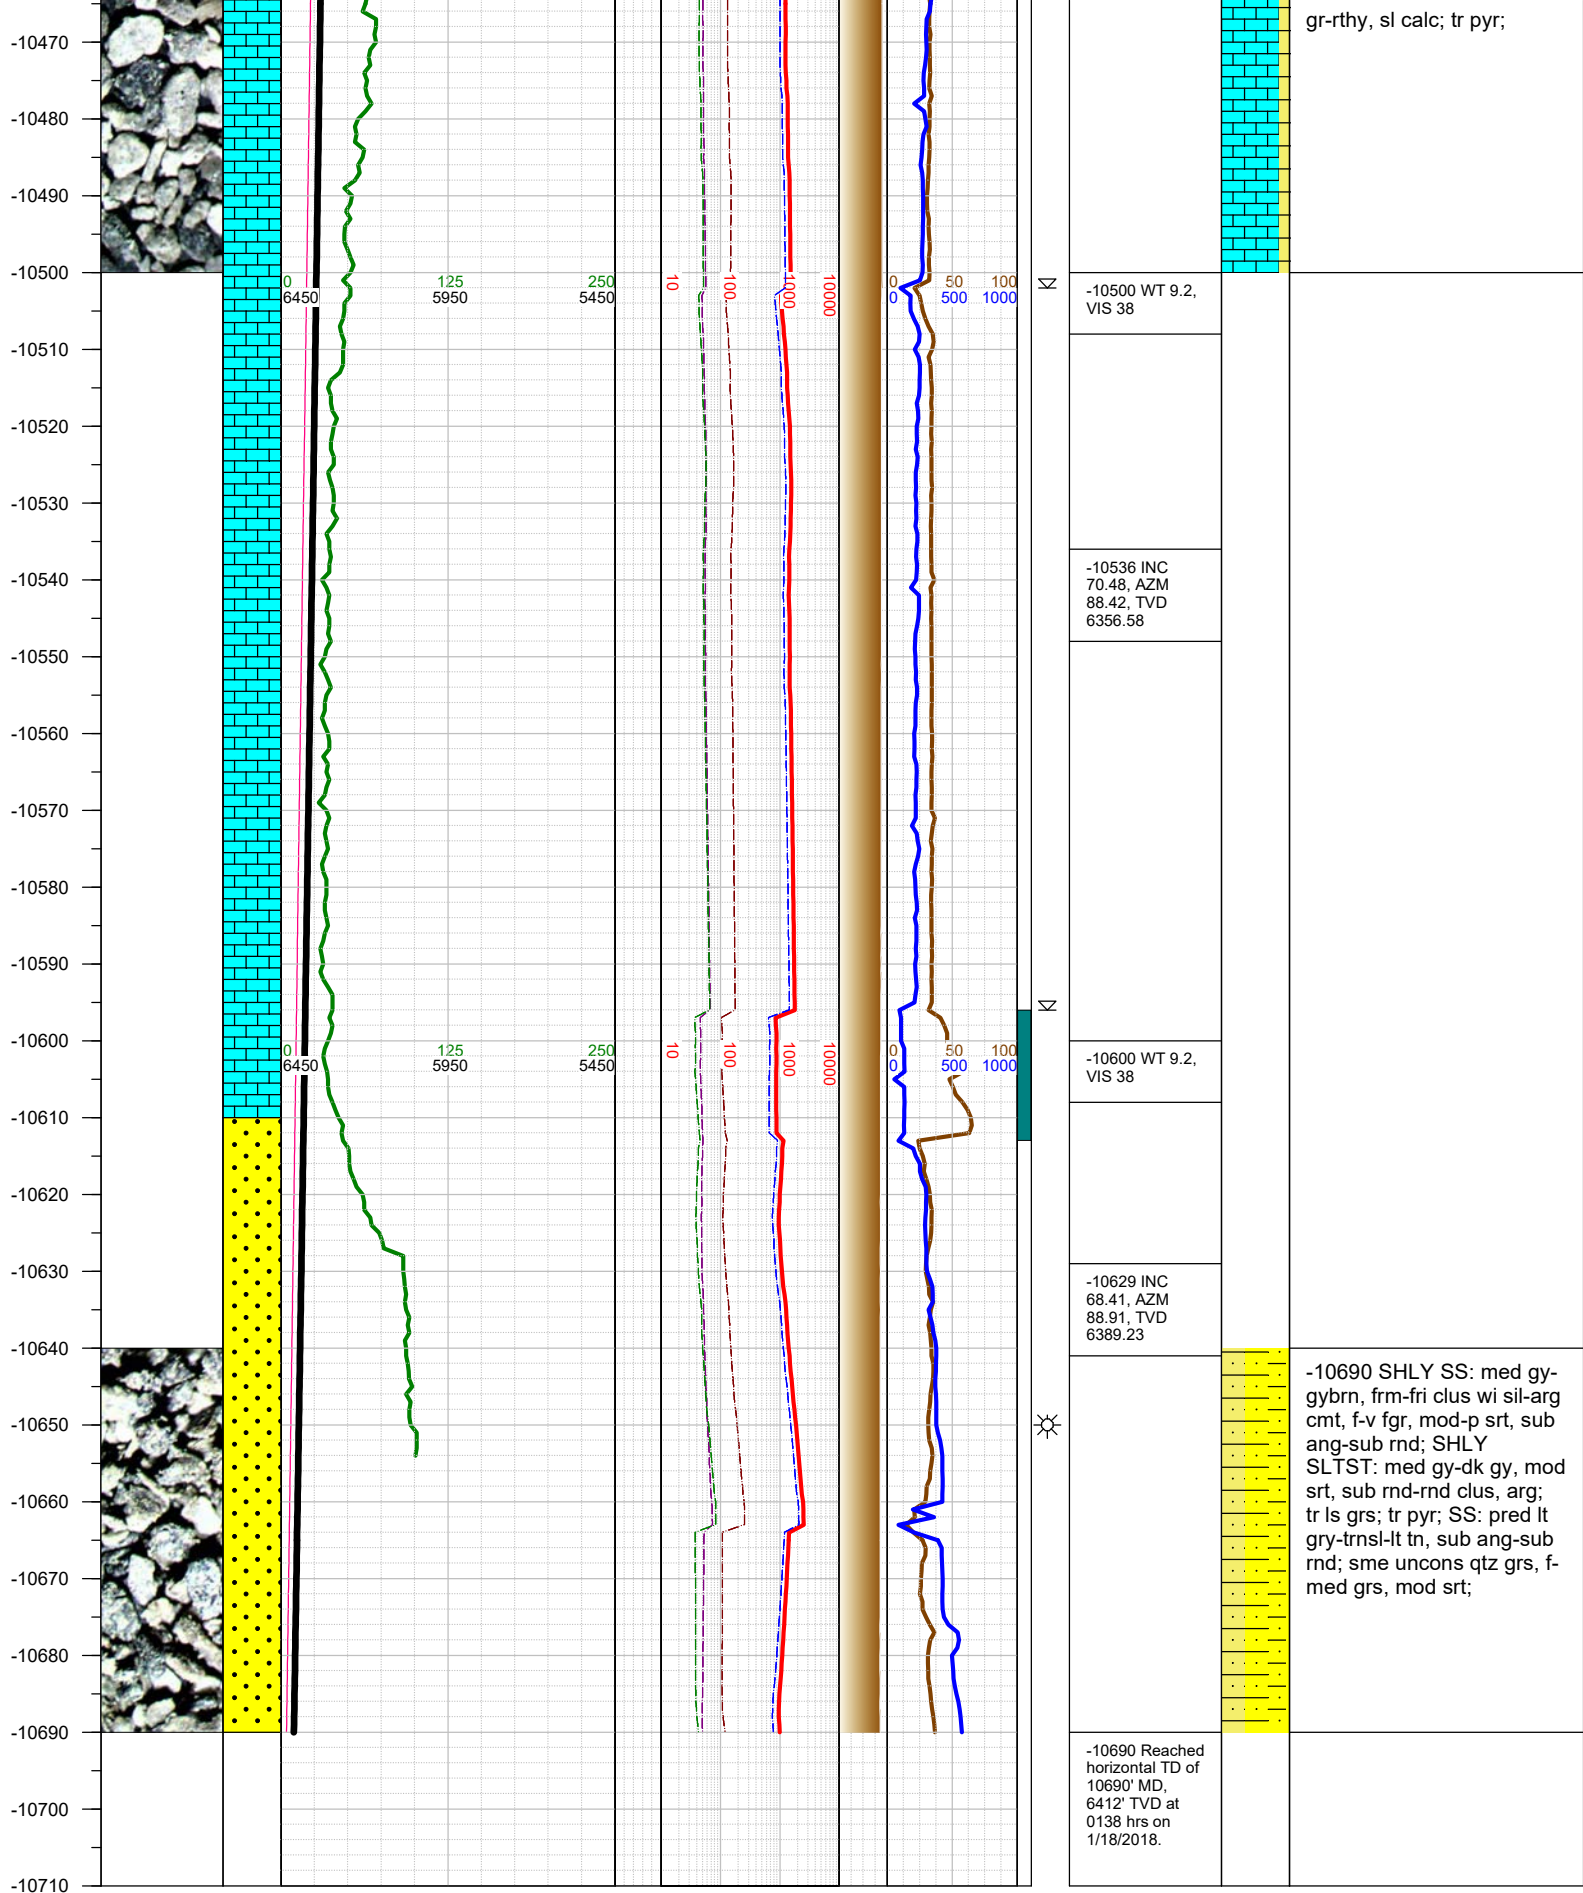 gr-rthy, sl calc; tr pyr;
-10470
-10480
-10490
-10500
0 125 250
6450 5950 5450
10 100 1000 10000
0 50 100
0 500 1000
-10500 WT 9.2,
VIS 38
-10510
-10520
-10530
-10540
-10536 INC
70.48, AZM
88.42, TVD
6356.58
-10550
-10560
-10570
-10580
-10590
-10600
0 125 250
6450 5950 5450
10 100 1000 10000
0 50 100
0 500 1000
-10600 WT 9.2,
VIS 38
-10610
-10620
-10630
-10629 INC
68.41, AZM
88.91, TVD
6389.23
-10640
-10650
-10660
-10670
-10680
-10690 SHLY SS: med gy-
gybrn, frm-fri clus wi sil-arg
cmt, f-v fgr, mod-p srt, sub
ang-sub rnd; SHLY
SLTST: med gy-dk gy, mod
srt, sub rnd-rnd clus, arg;
tr ls grs; tr pyr; SS: pred lt
gry-trnsl-lt tn, sub ang-sub
rnd; sme uncons qtz grs, f-
med grs, mod srt;
-10690
-10700
-10710
-10690 Reached
horizontal TD of
10690' MD,
6412' TVD at
0138 hrs on
1/18/2018.